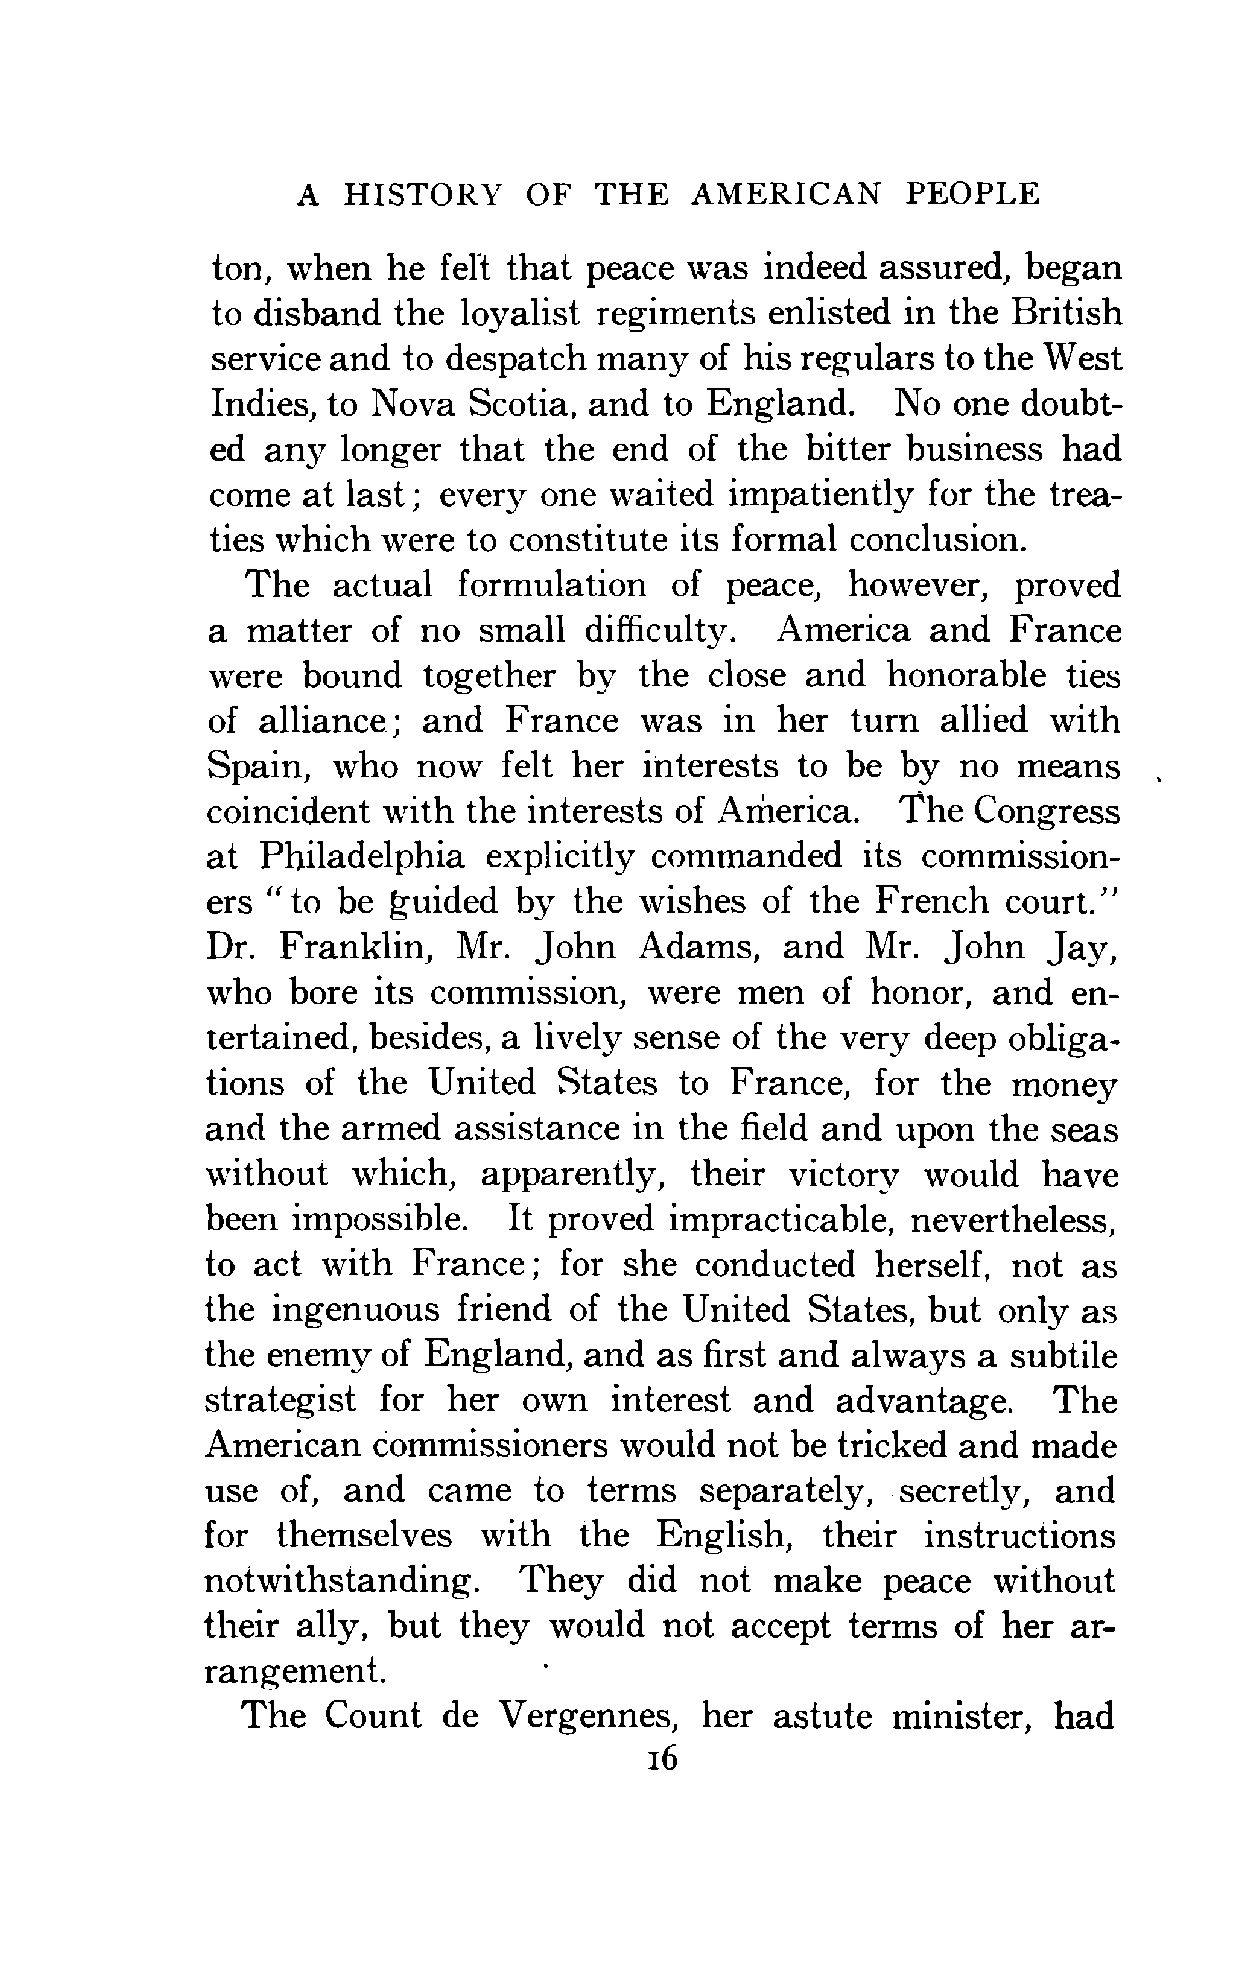 A HISTORY OF THE AMERICAN PEOPLE
ton, when he felt that peace was indeed assured, began
to disband the loyalist regiments enlisted in the British
service and to despatch many of his regulars to the West
Indies, to Nova Scotia, and to England. No one doubt-
ed any longer that the end of the bitter business had
come at last; every one waited impatiently for the trea-
ties which were to constitute its formal conclusion.
The actual formulation of peace, however, proved
a matter of no small difficulty. America and France
were bound together by the close and honorable ties
of alliance; and France was in her turn allied with
Spain, who now felt her interests to be by no means
coincident with the interests of America. The Congress
at Philadelphia explicitly commanded its commission-
ers "to be guided by the wishes of the French court."
Dr. Franklin, Mr. John Adams, and Mr. John Jay,
who bore its commission, were men of honor, and en-
tertained, besides, a lively sense of the very deep obliga-
tions of the United States to France, for the money
and the armed assistance in the field and upon the seas
without which, apparently, their victory would have
been impossible. It proved impracticable, nevertheless,
to act with France; for she conducted herself, not as
the ingenuous friend of the United States, but only as
the enemy of England, and as first and always a subtile
strategist for her own interest and advantage. The
American commissioners would not be tricked and made
use of, and came to terms separately, secretly, and
for themselves with the English, their instructions
notwithstanding. They did not make peace without
their ally, but they would not accept terms of her ar-
rangement.
The Count de Vergennes, her astute minister, had
16